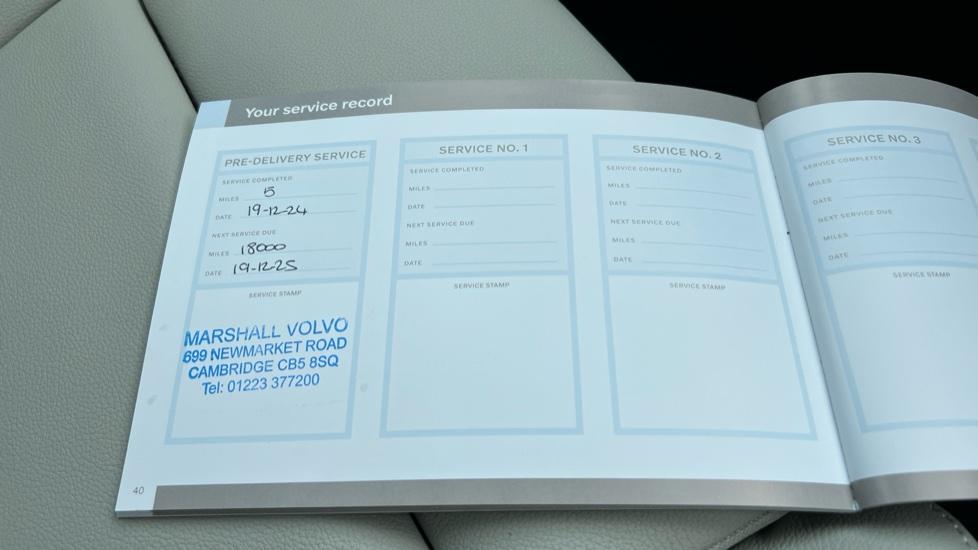 Your service record
PRE-DELIVERY SERVICE
SERVICE COMPLETED
MILES 5
DATE 19-12-24
NEXT SERVICE DUE
MILES 18000
DATE 19-12-25
SERVICE STAMP
MARSHALL VOLVO
699 NEWMARKET ROAD
CAMBRIDGE CB5 8SQ
Tel: 01223 377200
SERVICE NO. 1
SERVICE COMPLETED
MILES
DATE
NEXT SERVICE DUE
MILES
DATE
SERVICE STAMP
SERVICE NO. 2
SERVICE COMPLETED
MILES
DATE
NEXT SERVICE DUE
MILES
DATE
SERVICE STAMP
SERVICE NO. 3
SERVICE COMPLETED
MILES
DATE
NEXT SERVICE DUE
MILES
DATE
SERVICE STAMP
40